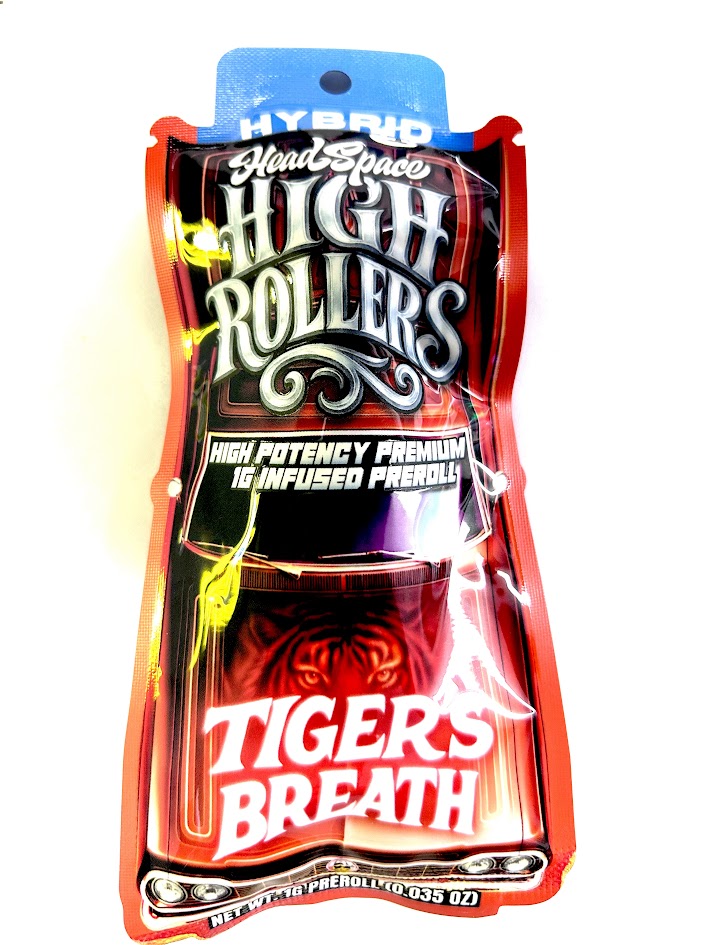 HYBRID
HeadSpace
HIGH
ROLLERS
HIGH POTENCY PREMIUM
1G INFUSED PREROLL
TIGER'S
BREATH
NET WT. 1G PREROLL (0.035 OZ)